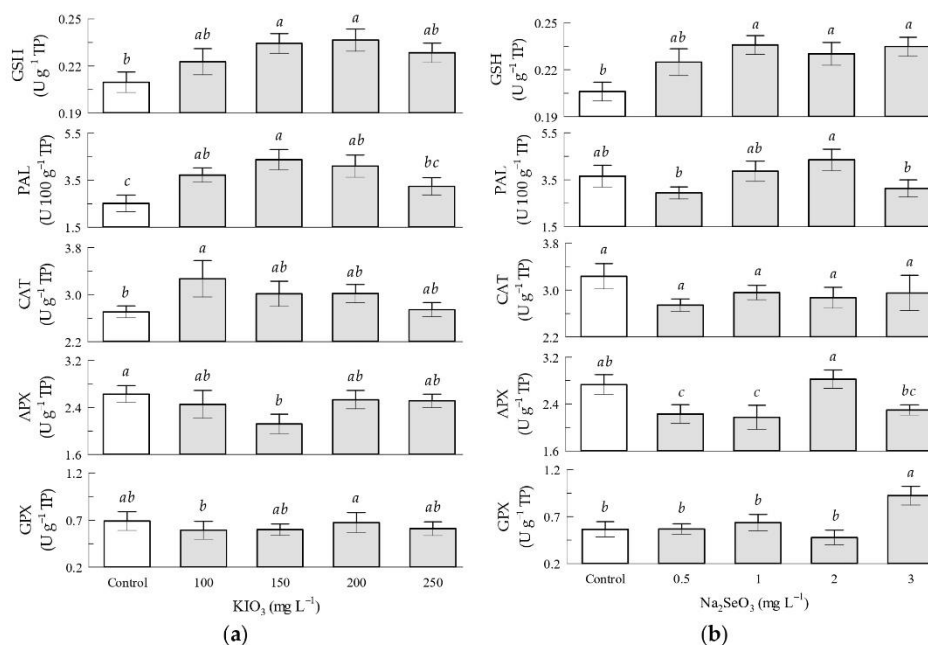 0.25
0.22
0.19
GSH
(U g⁻¹ TP)
b
ab
a
a
ab
5.5
3.5
1.5
PAL
(U 100 g⁻¹ TP)
c
ab
a
ab
bc
3.8
3.0
2.2
CAT
(U g⁻¹ TP)
b
a
ab
ab
ab
3.2
2.4
1.6
APX
(U g⁻¹ TP)
a
ab
b
ab
ab
1.2
0.7
0.2
GPX
(U g⁻¹ TP)
ab
b
ab
a
ab
Control 100 150 200 250
KIO₃ (mg L⁻¹)
(a)
0.25
0.22
0.19
GSH
(U g⁻¹ TP)
b
ab
a
a
a
5.5
3.5
1.5
PAL
(U 100 g⁻¹ TP)
ab
b
ab
a
b
3.8
3.0
2.2
CAT
(U g⁻¹ TP)
a
a
a
a
a
3.2
2.4
1.6
APX
(U g⁻¹ TP)
ab
c
c
a
bc
1.2
0.7
0.2
GPX
(U g⁻¹ TP)
b
b
b
b
a
Control 0.5 1 2 3
Na₂SeO₃ (mg L⁻¹)
(b)